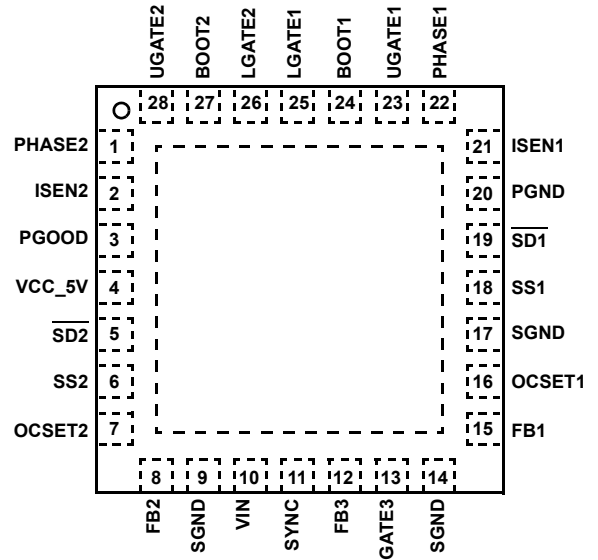 UGATE2 BOOT2 LGATE2 LGATE1 BOOT1 UGATE1 PHASE1
28 27 26 25 24 23 22
PHASE2 1 21 ISEN1
ISEN2 2 20 PGND
PGOOD 3 19 SD1
VCC_5V 4 18 SS1
SD2 5 17 SGND
SS2 6 16 OCSET1
OCSET2 7 15 FB1
8 9 10 11 12 13 14
FB2 SGND VIN SYNC FB3 GATE3 SGND